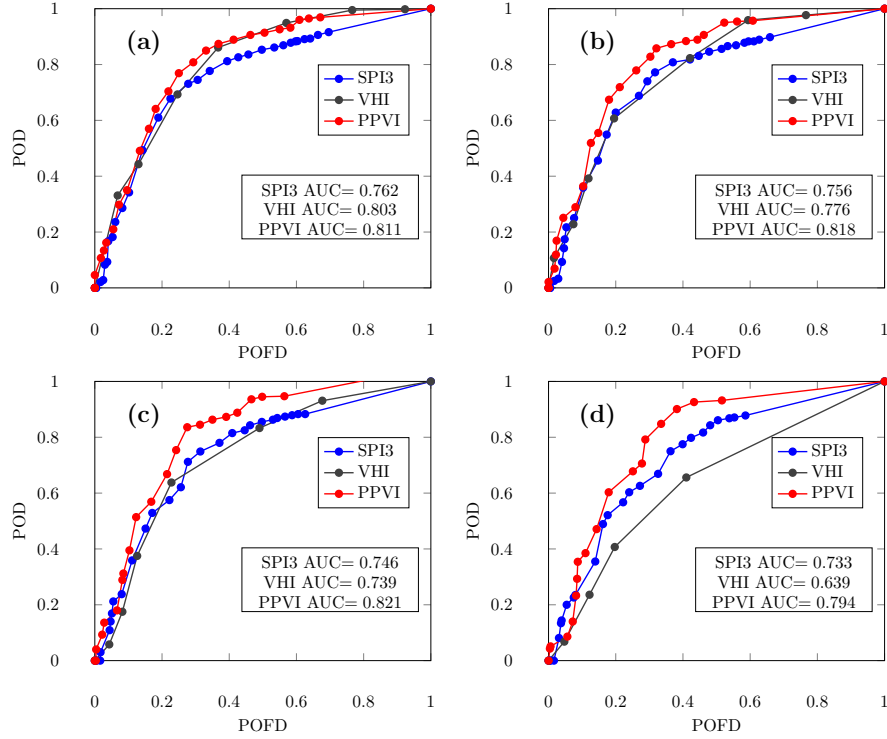 (a)
1
0.8
0.6
0.4
0.2
0
POD
SPI3
VHI
PPVI
SPI3 AUC= 0.762
VHI AUC= 0.803
PPVI AUC= 0.811
0 0.2 0.4 0.6 0.8 1
POFD
(b)
1
0.8
0.6
0.4
0.2
0
POD
SPI3
VHI
PPVI
SPI3 AUC= 0.756
VHI AUC= 0.776
PPVI AUC= 0.818
0 0.2 0.4 0.6 0.8 1
POFD
(c)
1
0.8
0.6
0.4
0.2
0
POD
SPI3
VHI
PPVI
SPI3 AUC= 0.746
VHI AUC= 0.739
PPVI AUC= 0.821
0 0.2 0.4 0.6 0.8 1
POFD
(d)
1
0.8
0.6
0.4
0.2
0
POD
SPI3
VHI
PPVI
SPI3 AUC= 0.733
VHI AUC= 0.639
PPVI AUC= 0.794
0 0.2 0.4 0.6 0.8 1
POFD